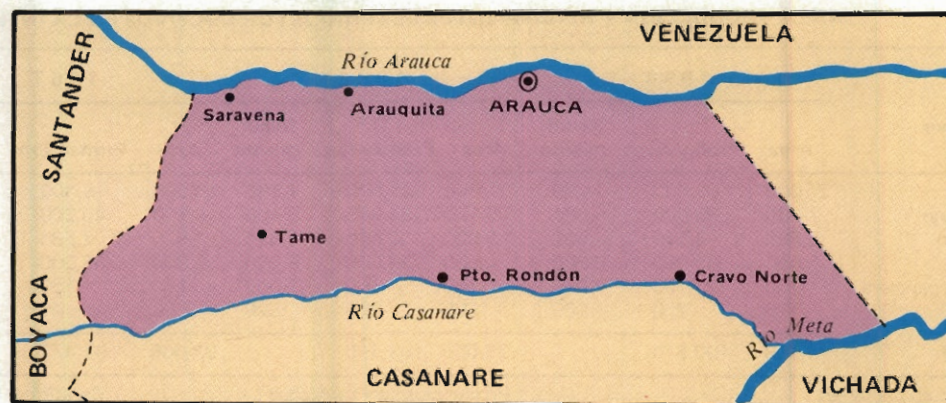 VENEZUELA
SANTANDER
Río Arauca
Saravena
Arauquita
ARAUCA
Tame
Pto. Rondón
Cravo Norte
Río Casanare
Río Meta
BOYACA
CASANARE
VICHADA